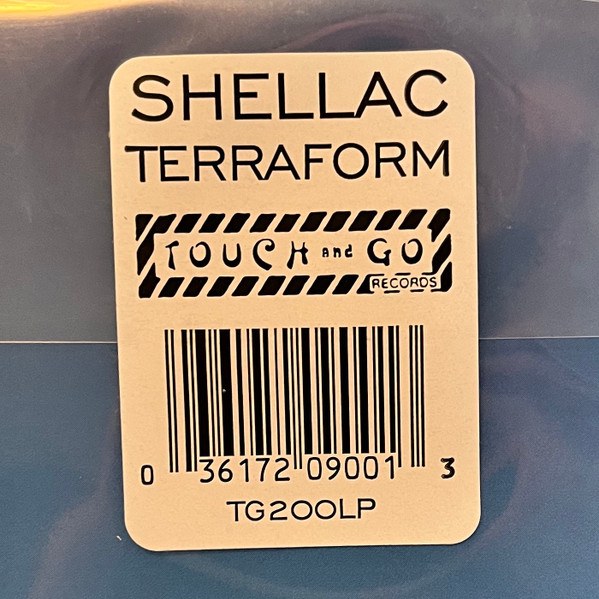 SHELLAC
TERRAFORM
TOUCH and GO
RECORDS
0 36172 09001 3
TG200LP